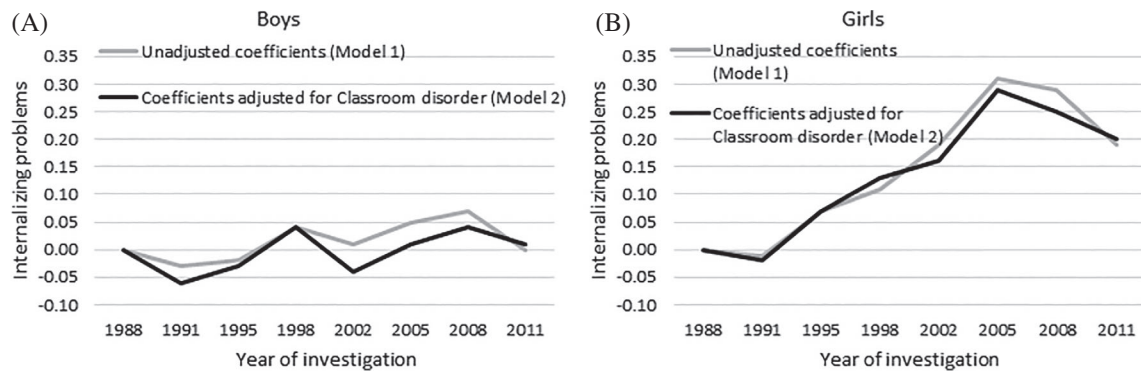 (A)
Boys
Unadjusted coefficients (Model 1)
Coefficients adjusted for Classroom disorder (Model 2)
Internalizing problems
0.35
0.30
0.25
0.20
0.15
0.10
0.05
0.00
-0.05
-0.10
1988 1991 1995 1998 2002 2005 2008 2011
Year of investigation
(B)
Girls
Unadjusted coefficients
(Model 1)
Coefficients adjusted for
Classroom disorder (Model 2)
Internalizing problems
0.35
0.30
0.25
0.20
0.15
0.10
0.05
0.00
-0.05
-0.10
1988 1991 1995 1998 2002 2005 2008 2011
Year of investigation